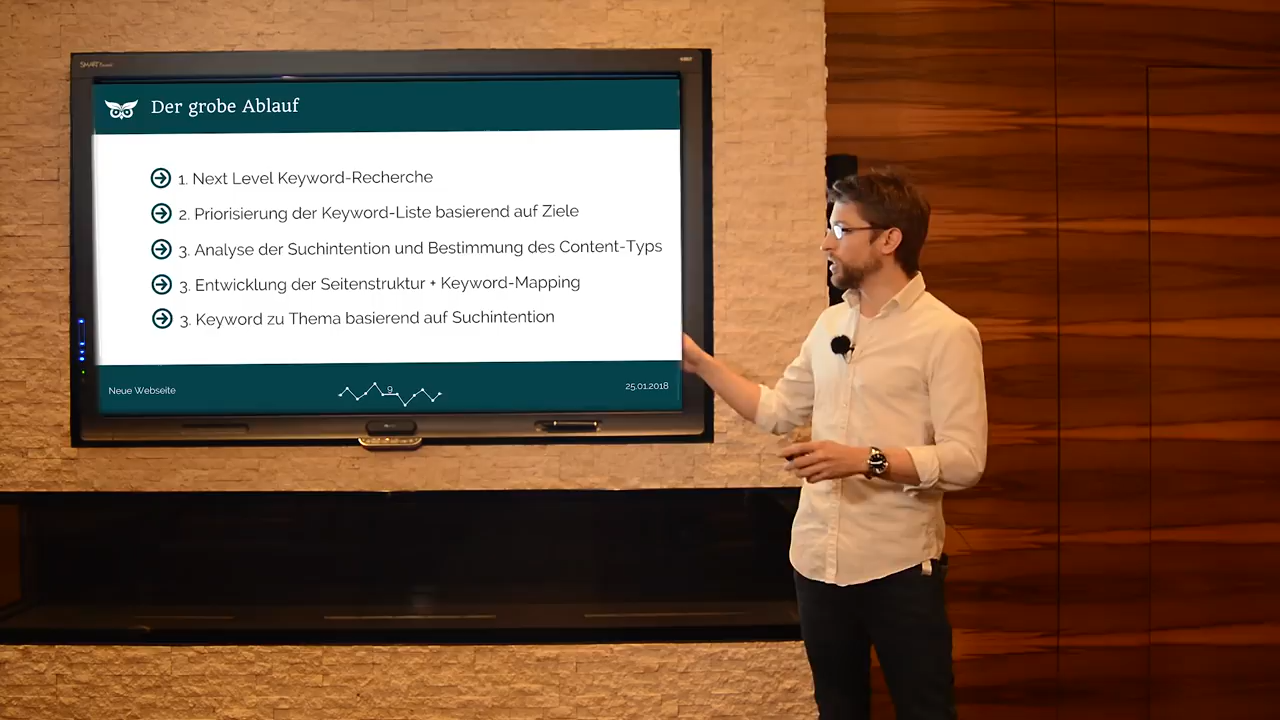 SMART
Der grobe Ablauf
1. Next Level Keyword-Recherche
2. Priorisierung der Keyword-Liste basierend auf Ziele
3. Analyse der Suchintention und Bestimmung des Content-Typs
3. Entwicklung der Seitenstruktur + Keyword-Mapping
3. Keyword zu Thema basierend auf Suchintention
Neue Webseite
9
25.01.2018